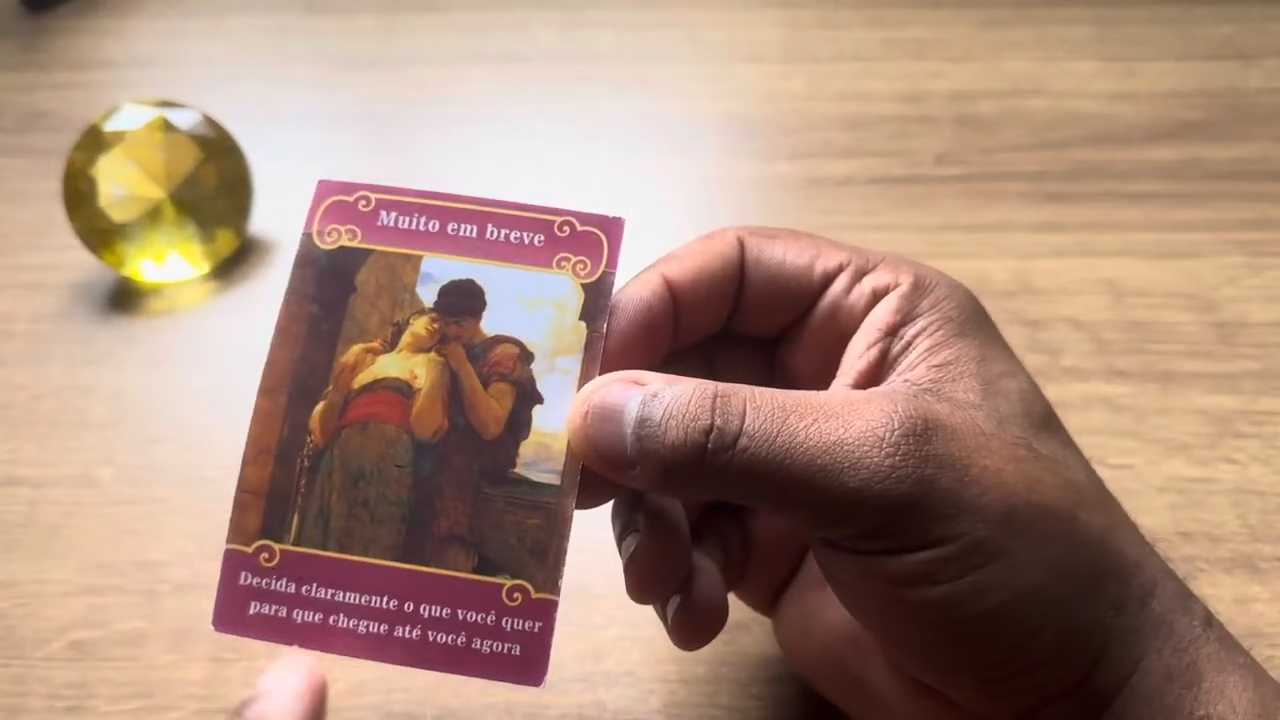 Muito em breve
Decida claramente o que você quer
para que chegue até você agora